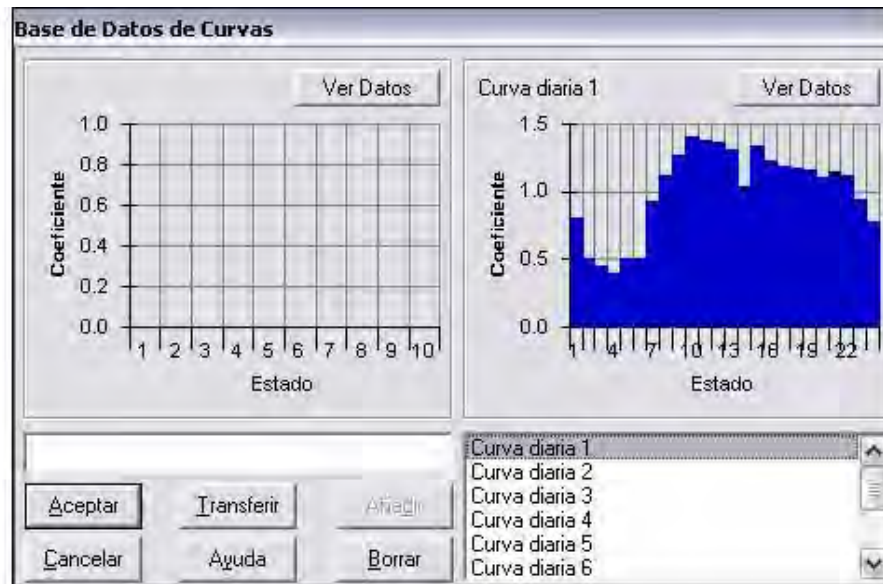 Base de Datos de Curvas
Ver Datos
1.0
0.8
0.6
0.4
0.2
0.0
Coeficiente
1 2 3 4 5 6 7 8 9 10
Estado
Curva diaria 1
Ver Datos
1.5
1.0
0.5
0.0
Coeficiente
1 4 7 10 13 16 19 22
Estado
Aceptar
Transferir
Añadir
Cancelar
Ayuda
Borrar
Curva diaria 1
Curva diaria 2
Curva diaria 3
Curva diaria 4
Curva diaria 5
Curva diaria 6